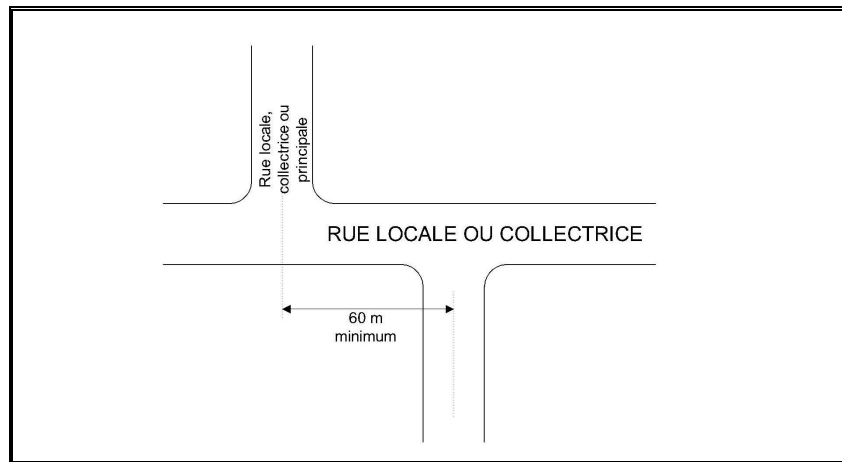 Rue locale,
collectrice ou
principale
RUE LOCALE OU COLLECTRICE
60 m
minimum